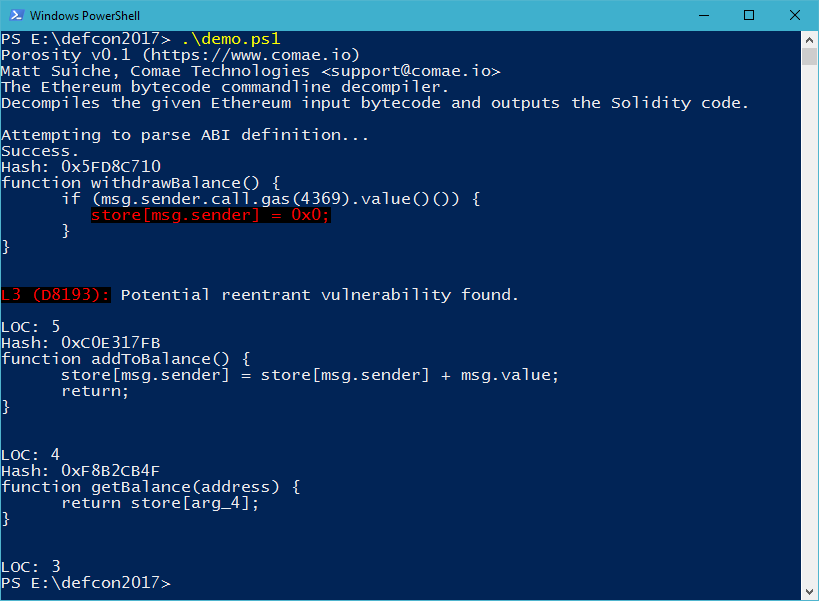 Windows PowerShell
PS E:\defcon2017> .\demo.ps1
Porosity v0.1 (https://www.comae.io)
Matt Suiche, Comae Technologies <support@comae.io>
The Ethereum bytecode commandline decompiler.
Decompiles the given Ethereum input bytecode and outputs the Solidity code.
Attempting to parse ABI definition...
Success.
Hash: 0x5FD8C710
function withdrawBalance() {
      if (msg.sender.call.gas(4369).value()()) {
         store[msg.sender] = 0x0;
      }
}
L3 (D8193): Potential reentrant vulnerability found.
LOC: 5
Hash: 0xC0E317FB
function addToBalance() {
      store[msg.sender] = store[msg.sender] + msg.value;
      return;
}
LOC: 4
Hash: 0xF8B2CB4F
function getBalance(address) {
      return store[arg_4];
}
LOC: 3
PS E:\defcon2017>